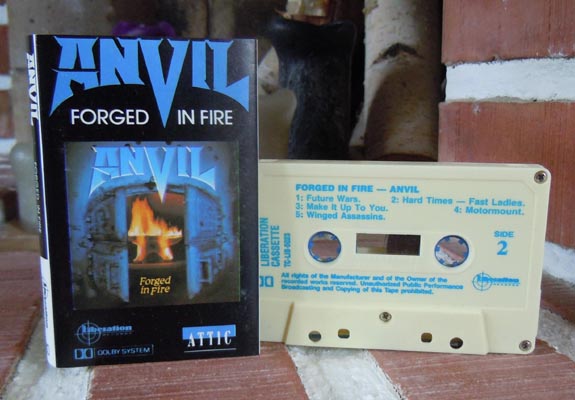 ANVIL
ANVIL
FORGED IN FIRE
ANVIL
Forged
in Fire
Liberation
DOLBY SYSTEM
ATTIC
FORGED IN FIRE — ANVIL
1: Future Wars. 2: Hard Times — Fast Ladies.
3: Make It Up To You. 4: Motormount.
5: Winged Assassins.
LIBERATION
CASSETTE
SIDE
2
All rights of the Manufacturer and of the Owner of the
recorded works reserved. Unauthorised Public Performance
Broadcasting and Copying of this Tape prohibited.
Liberation